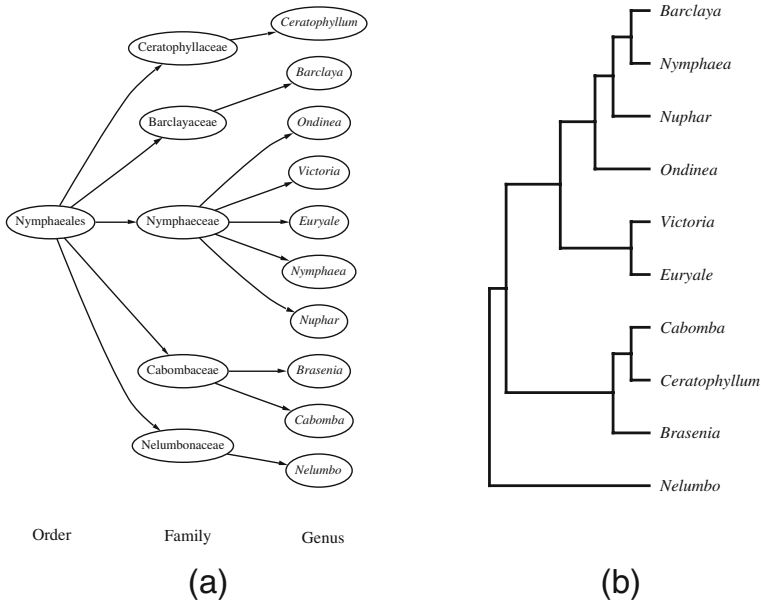 Ceratophyllum
Ceratophyllaceae
Barclaya
Barclayaceae
Ondinea
Victoria
Nymphaeales
Nymphaeceae
Euryale
Nymphaea
Nuphar
Cabombaceae
Brasenia
Cabomba
Nelumbonaceae
Nelumbo
Order
Family
Genus
(a)
Barclaya
Nymphaea
Nuphar
Ondinea
Victoria
Euryale
Cabomba
Ceratophyllum
Brasenia
Nelumbo
(b)